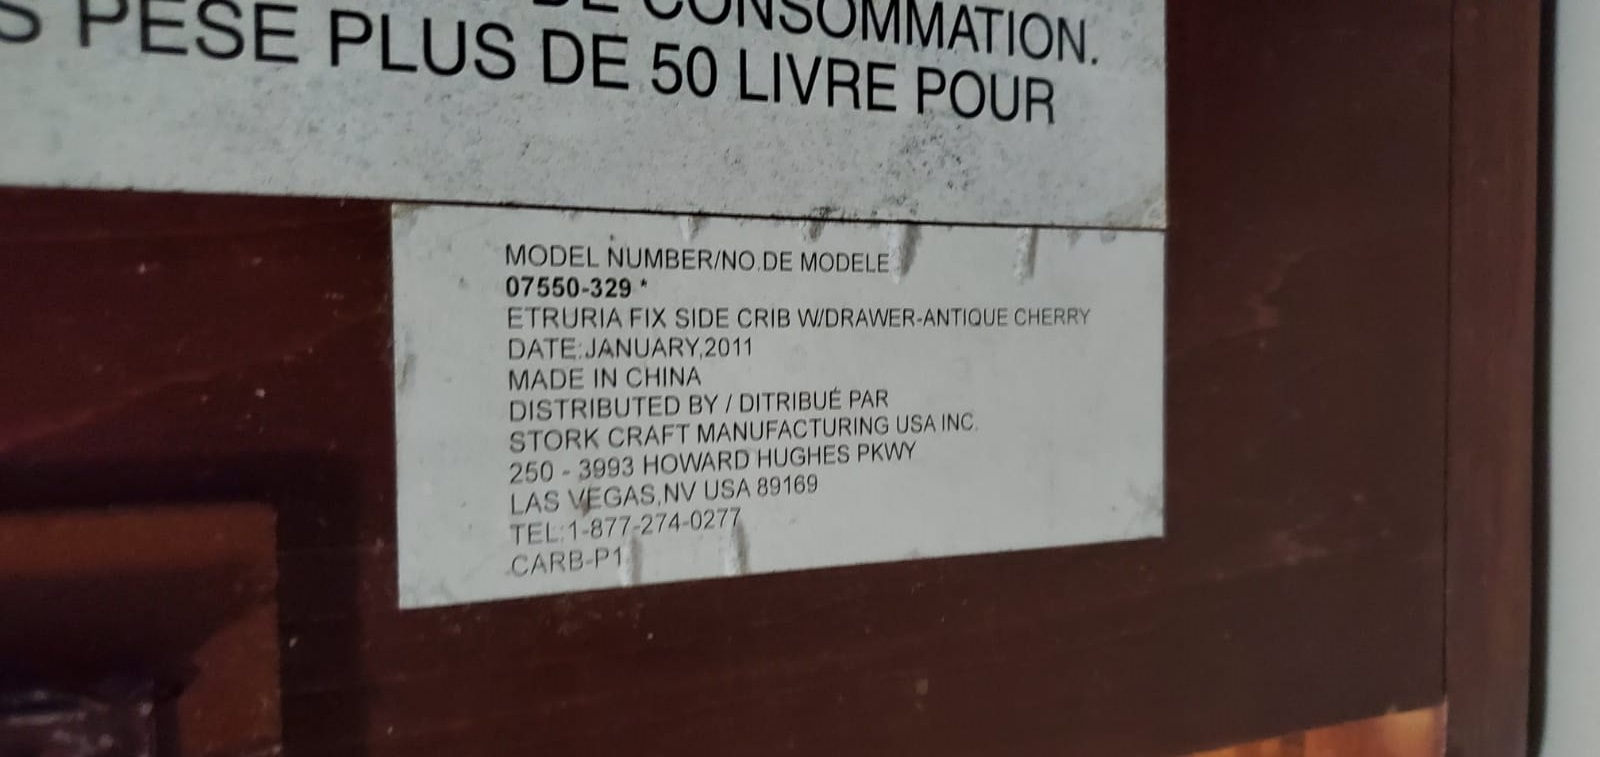 DE CONSOMMATION.
S PESE PLUS DE 50 LIVRE POUR
MODEL NUMBER/NO.DE MODELE
07550-329 *
ETRURIA FIX SIDE CRIB W/DRAWER-ANTIQUE CHERRY
DATE:JANUARY,2011
MADE IN CHINA
DISTRIBUTED BY / DITRIBUÉ PAR
STORK CRAFT MANUFACTURING USA INC.
250 - 3993 HOWARD HUGHES PKWY
LAS VEGAS,NV USA 89169
TEL:1-877-274-0277
CARB-P1